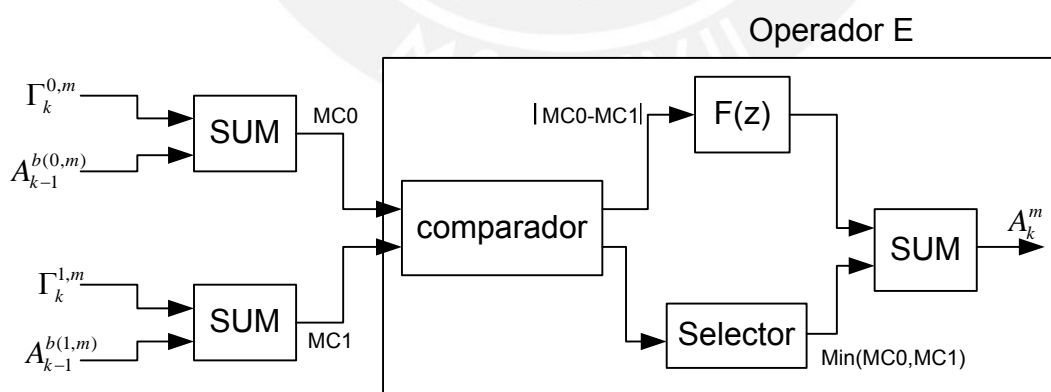 Operador E
Γ_k^{0,m}
A_{k-1}^{b(0,m)}
SUM
MC0
|MC0-MC1|
F(z)
comparador
SUM
A_k^m
Γ_k^{1,m}
A_{k-1}^{b(1,m)}
SUM
MC1
Selector
Min(MC0,MC1)